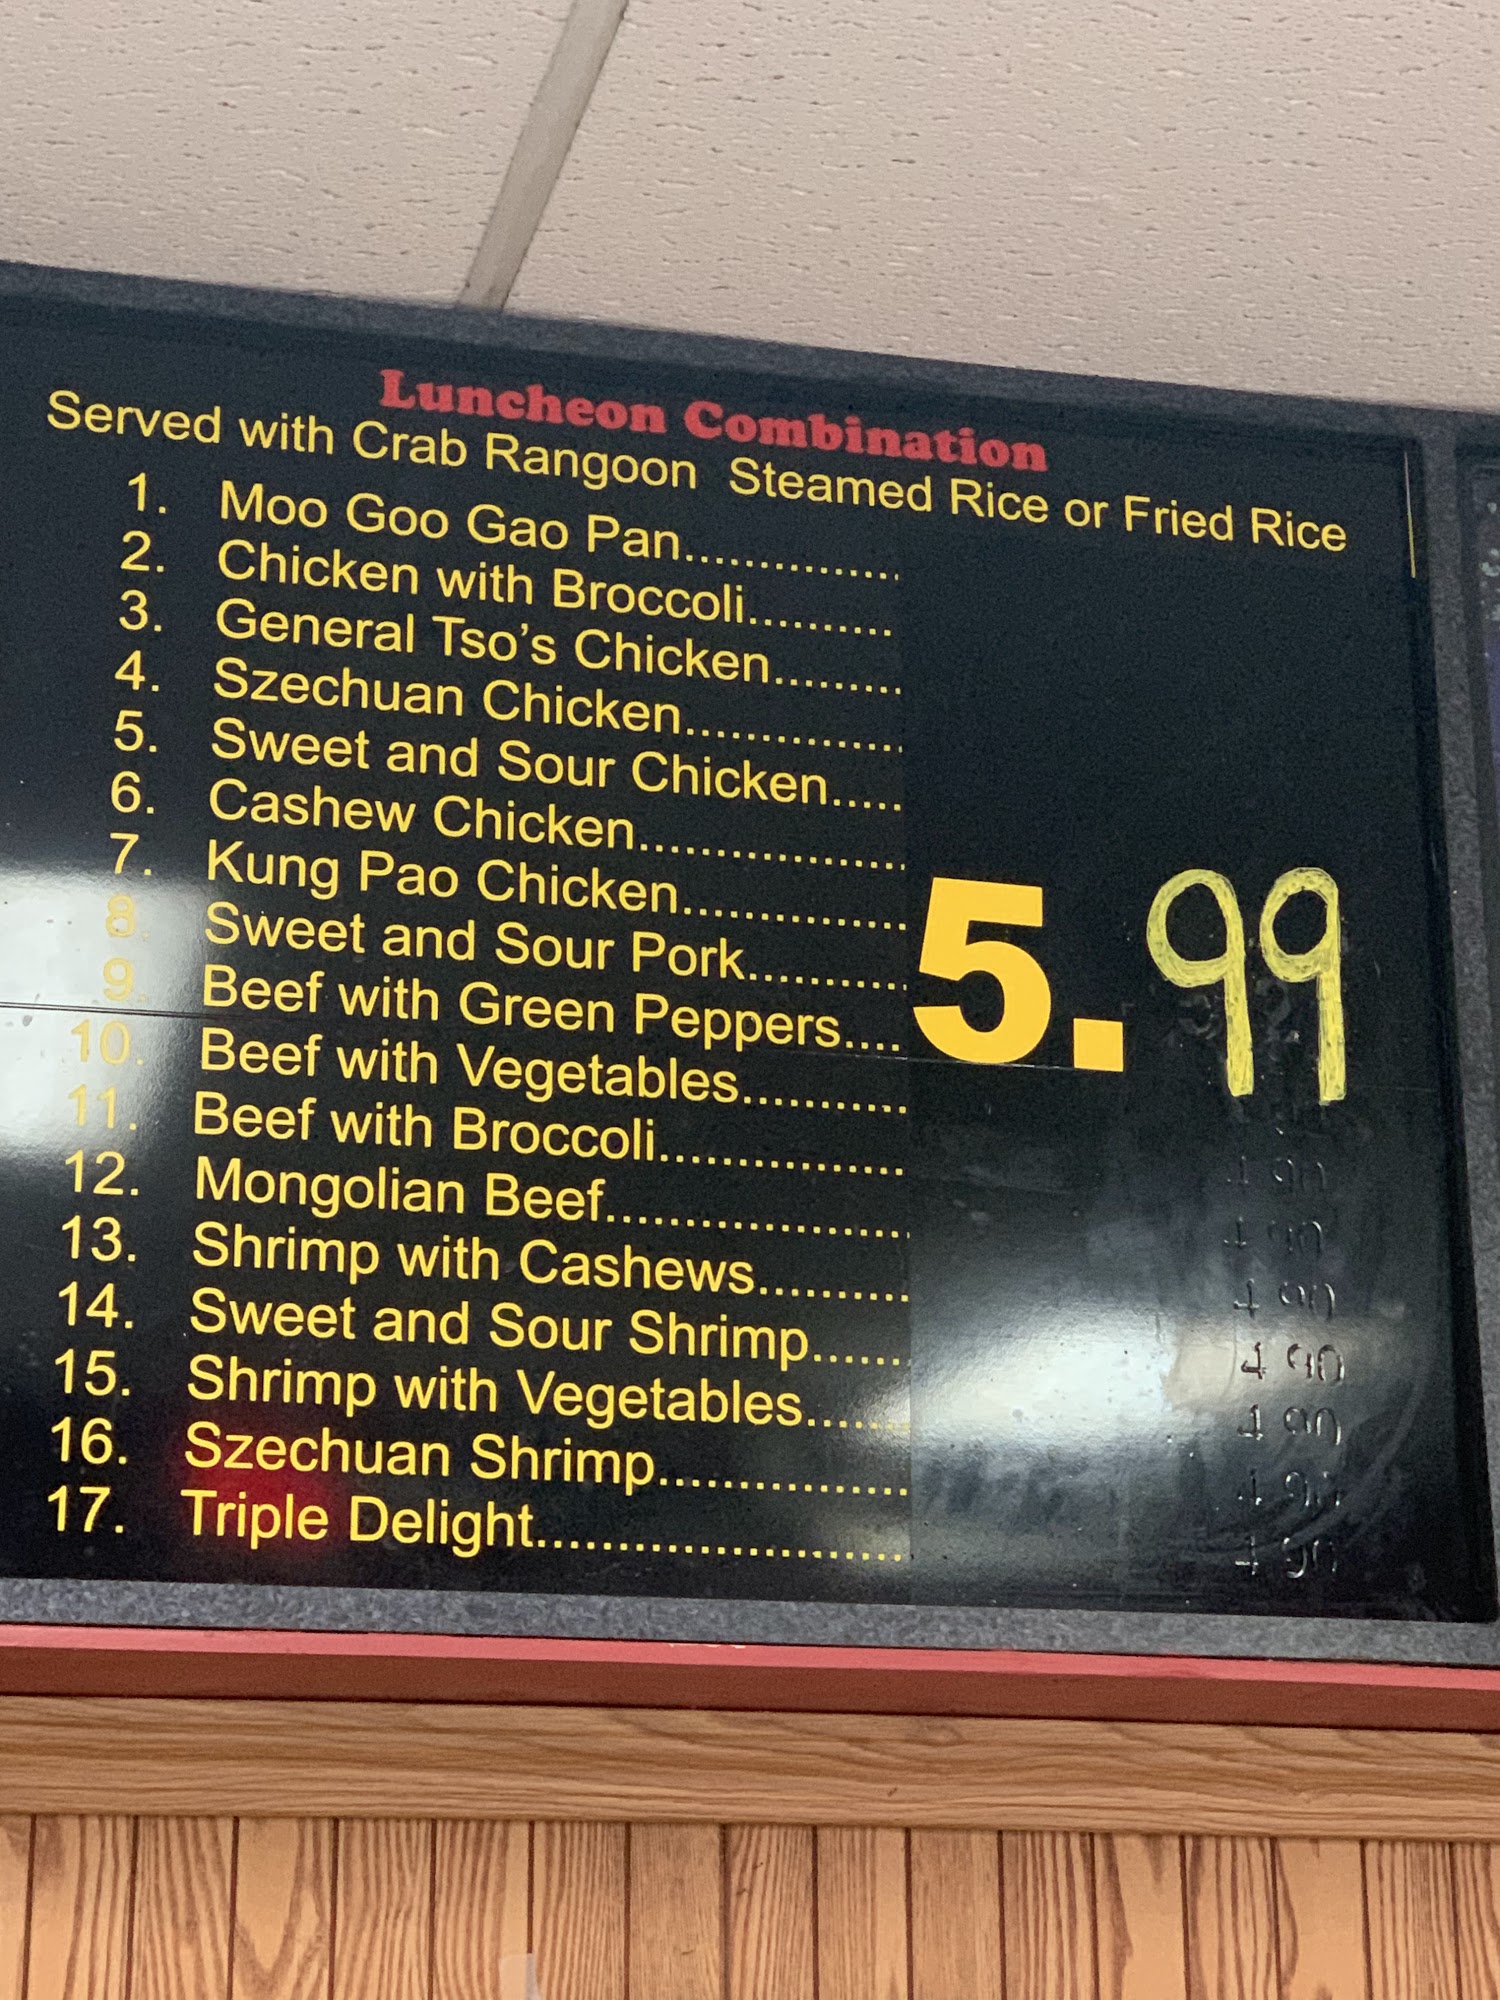 Luncheon Combination
Served with Crab Rangoon Steamed Rice or Fried Rice
1. Moo Goo Gao Pan...............
2. Chicken with Broccoli..........
3. General Tso's Chicken.........
4. Szechuan Chicken...............
5. Sweet and Sour Chicken.....
6. Cashew Chicken..................
7. Kung Pao Chicken...............
8. Sweet and Sour Pork...........
9. Beef with Green Peppers....
10. Beef with Vegetables...........
11. Beef with Broccoli................
12. Mongolian Beef....................
13. Shrimp with Cashews..........
14. Sweet and Sour Shrimp......
15. Shrimp with Vegetables......
16. Szechuan Shrimp................
17. Triple Delight.......................
5.99